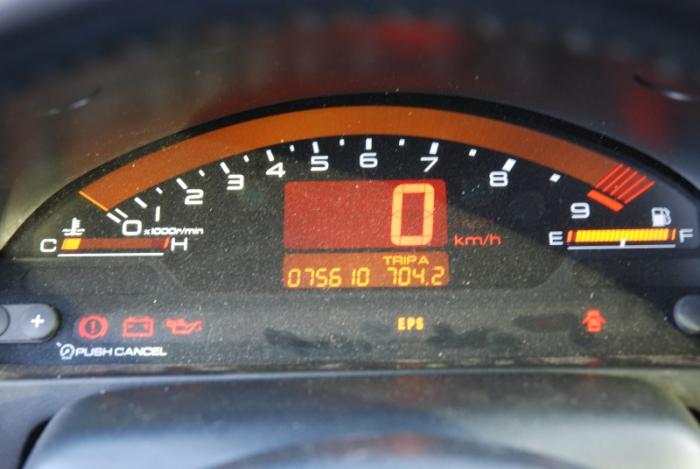 0 1 2 3 4 5 6 7 8 9
x1000r/min
C H
0 km/h
E F
TRIP A
075610 704.2
+
EPS
PUSH CANCEL